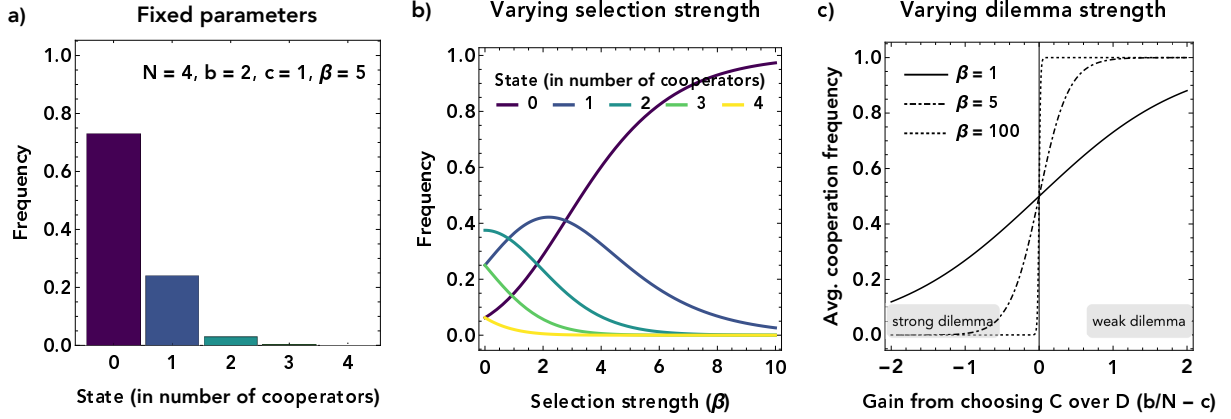 a)
Fixed parameters
N = 4, b = 2, c = 1, β = 5
Frequency
1.0
0.8
0.6
0.4
0.2
0.0
0 1 2 3 4
State (in number of cooperators)
b)
Varying selection strength
State (in number of cooperators)
0 1 2 3 4
Frequency
1.0
0.8
0.6
0.4
0.2
0.0
0 2 4 6 8 10
Selection strength (β)
c)
Varying dilemma strength
β = 1
β = 5
β = 100
Avg. cooperation frequency
1.0
0.8
0.6
0.4
0.2
0.0
strong dilemma
weak dilemma
−2 −1 0 1 2
Gain from choosing C over D (b/N − c)